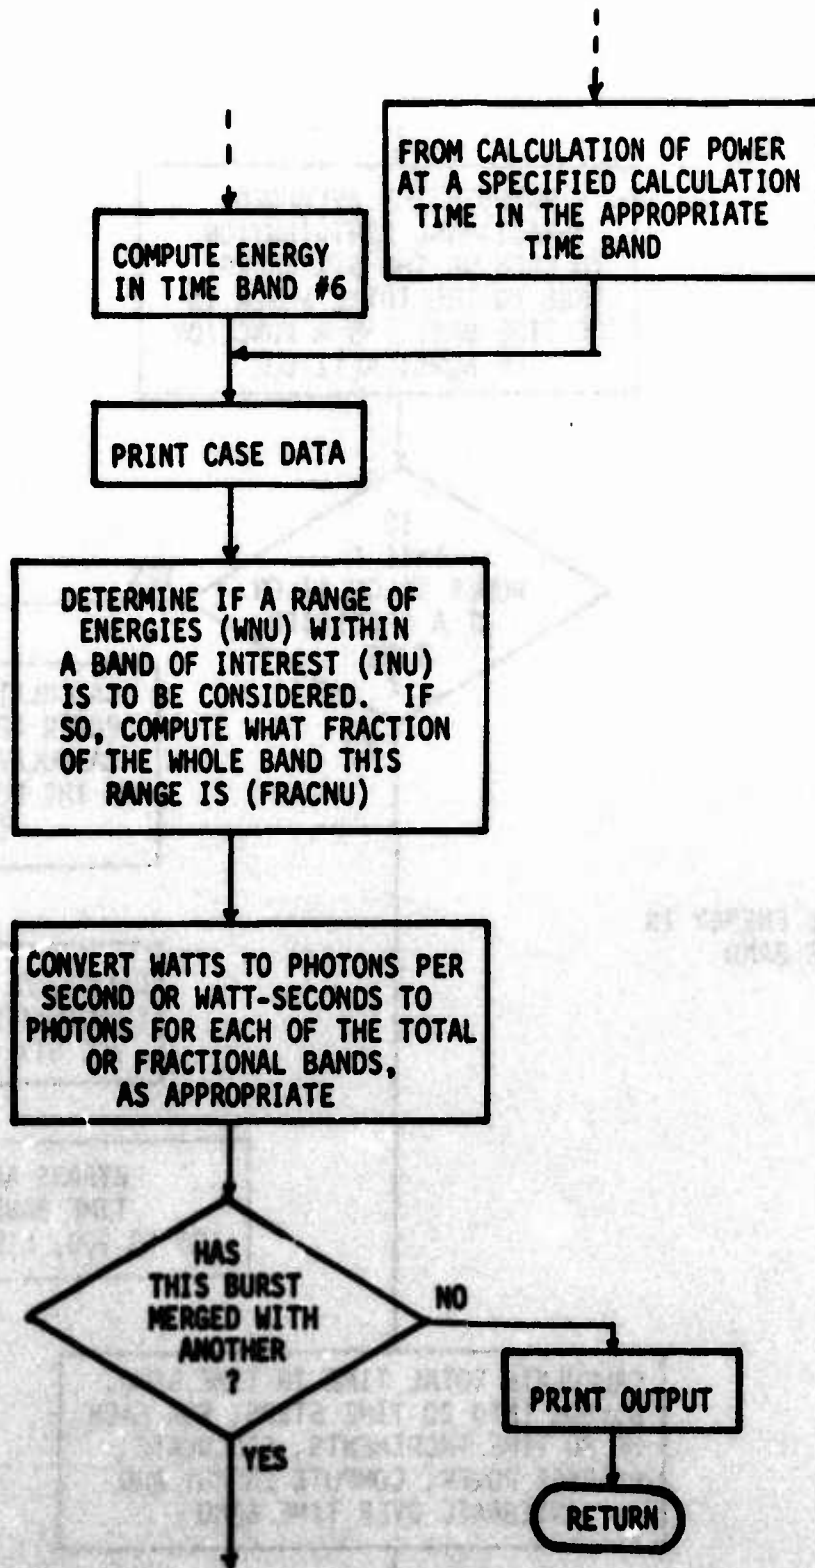 FROM CALCULATION OF POWER
AT A SPECIFIED CALCULATION
TIME IN THE APPROPRIATE
TIME BAND
COMPUTE ENERGY
IN TIME BAND #6
PRINT CASE DATA
DETERMINE IF A RANGE OF
ENERGIES (WNU) WITHIN
A BAND OF INTEREST (INU)
IS TO BE CONSIDERED. IF
SO, COMPUTE WHAT FRACTION
OF THE WHOLE BAND THIS
RANGE IS (FRACNU)
CONVERT WATTS TO PHOTONS PER
SECOND OR WATT-SECONDS TO
PHOTONS FOR EACH OF THE TOTAL
OR FRACTIONAL BANDS,
AS APPROPRIATE
HAS
THIS BURST
MERGED WITH
ANOTHER
?
NO
YES
PRINT OUTPUT
RETURN